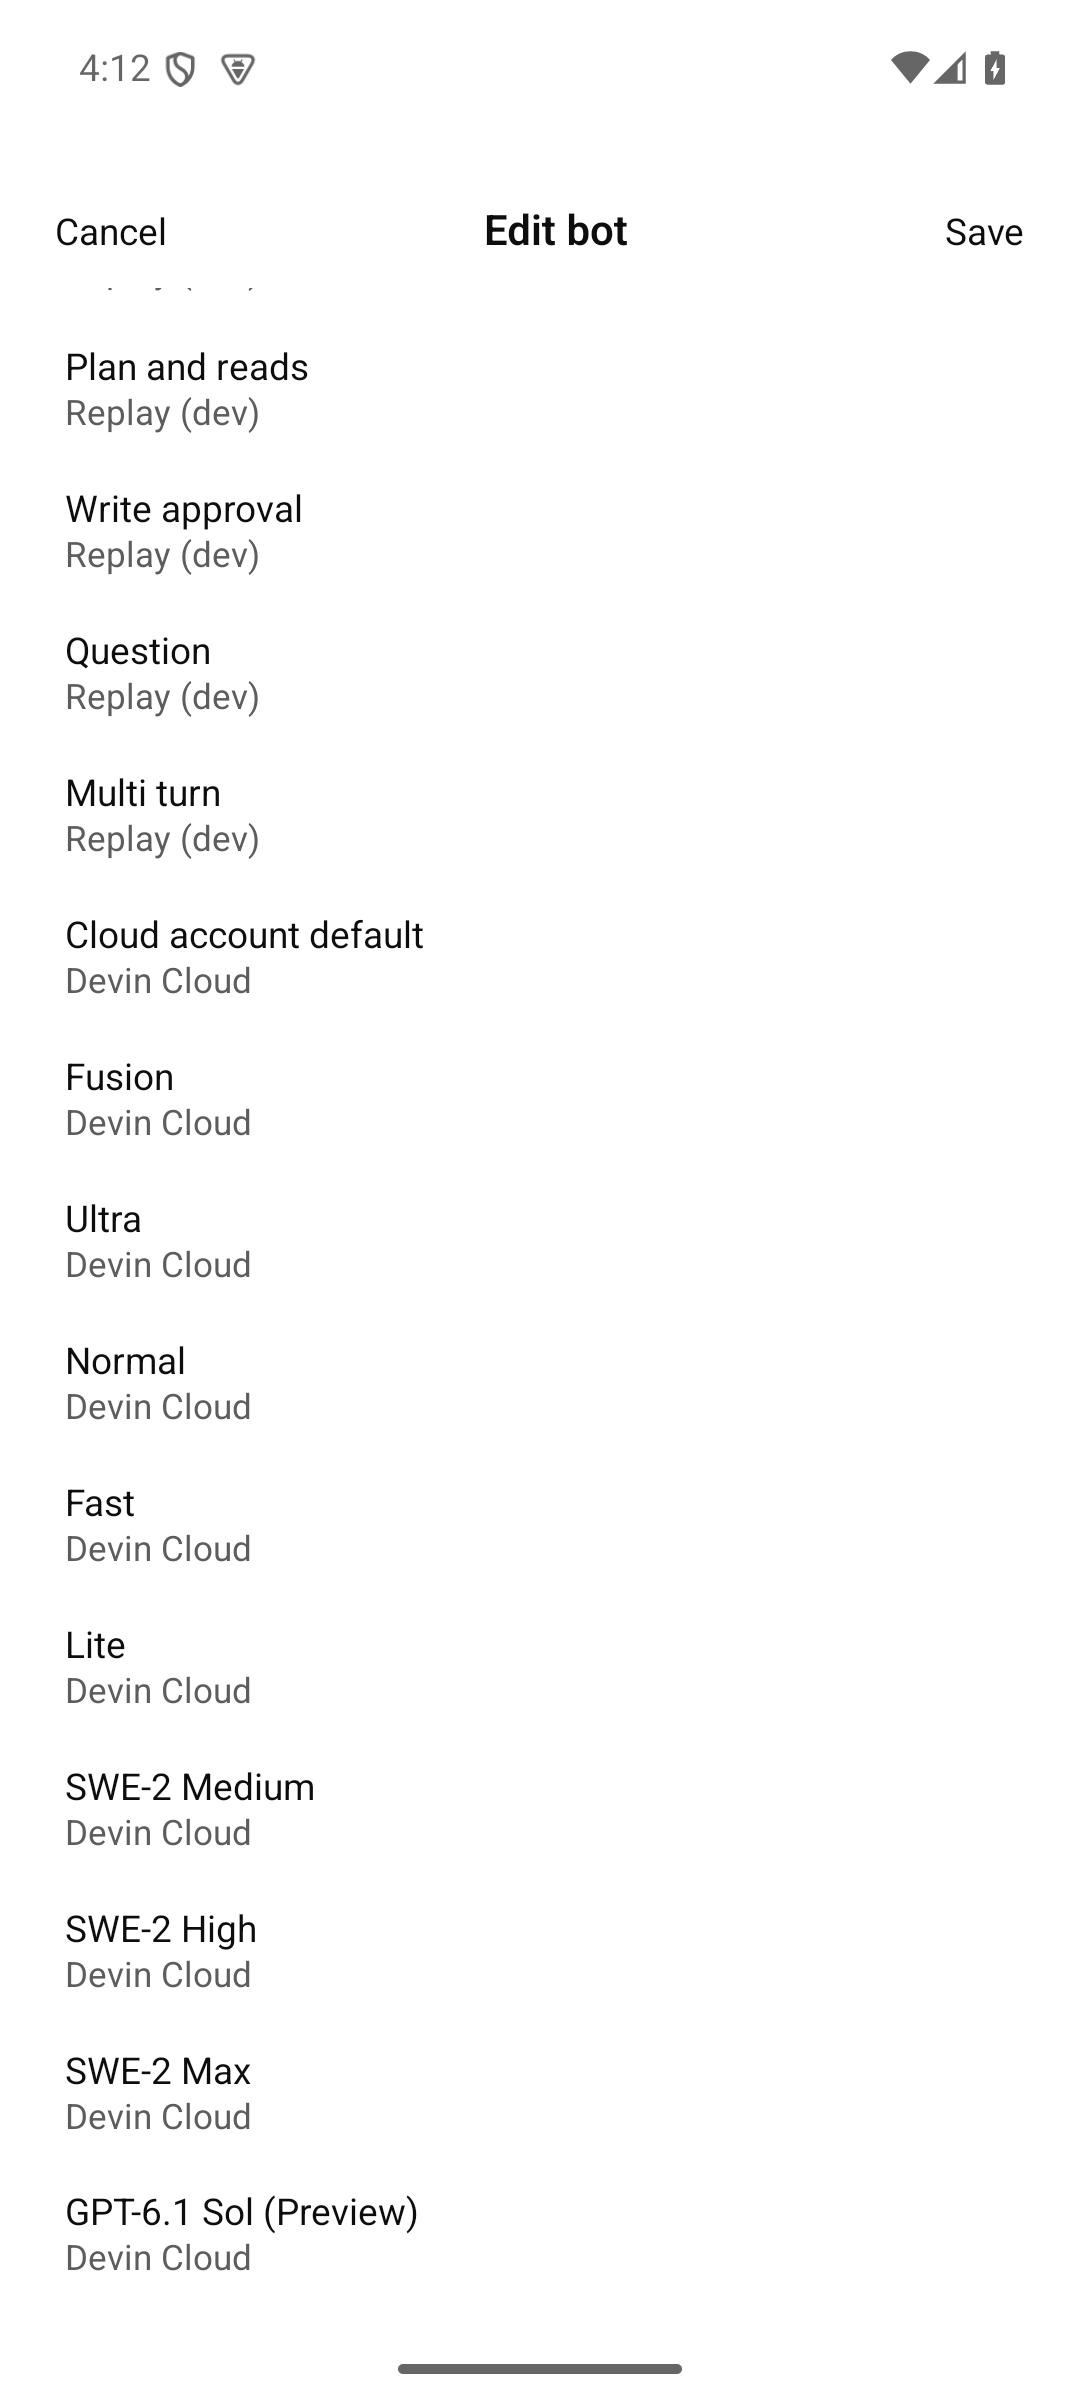 4:12
Cancel
Edit bot
Save
Plan and reads
Replay (dev)
Write approval
Replay (dev)
Question
Replay (dev)
Multi turn
Replay (dev)
Cloud account default
Devin Cloud
Fusion
Devin Cloud
Ultra
Devin Cloud
Normal
Devin Cloud
Fast
Devin Cloud
Lite
Devin Cloud
SWE-2 Medium
Devin Cloud
SWE-2 High
Devin Cloud
SWE-2 Max
Devin Cloud
GPT-6.1 Sol (Preview)
Devin Cloud